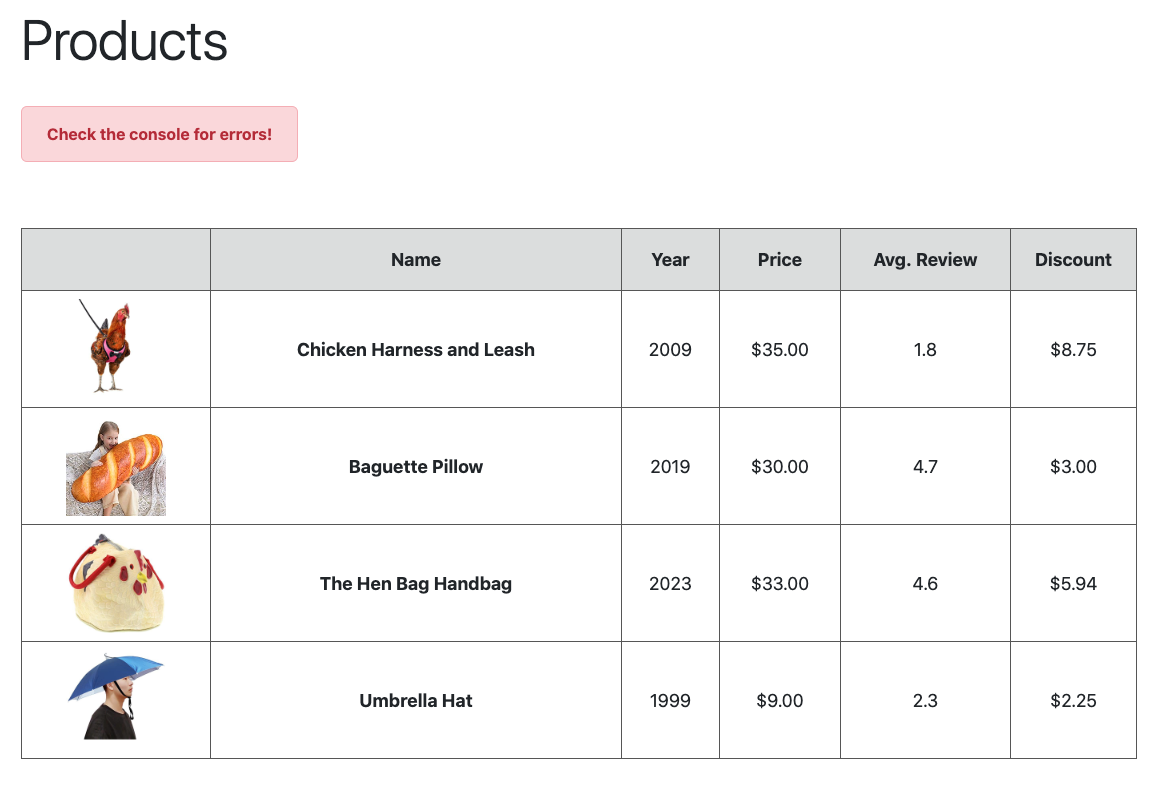 Products
Check the console for errors!
Name Year Price Avg. Review Discount
Chicken Harness and Leash 2009 $35.00 1.8 $8.75
Baguette Pillow 2019 $30.00 4.7 $3.00
The Hen Bag Handbag 2023 $33.00 4.6 $5.94
Umbrella Hat 1999 $9.00 2.3 $2.25